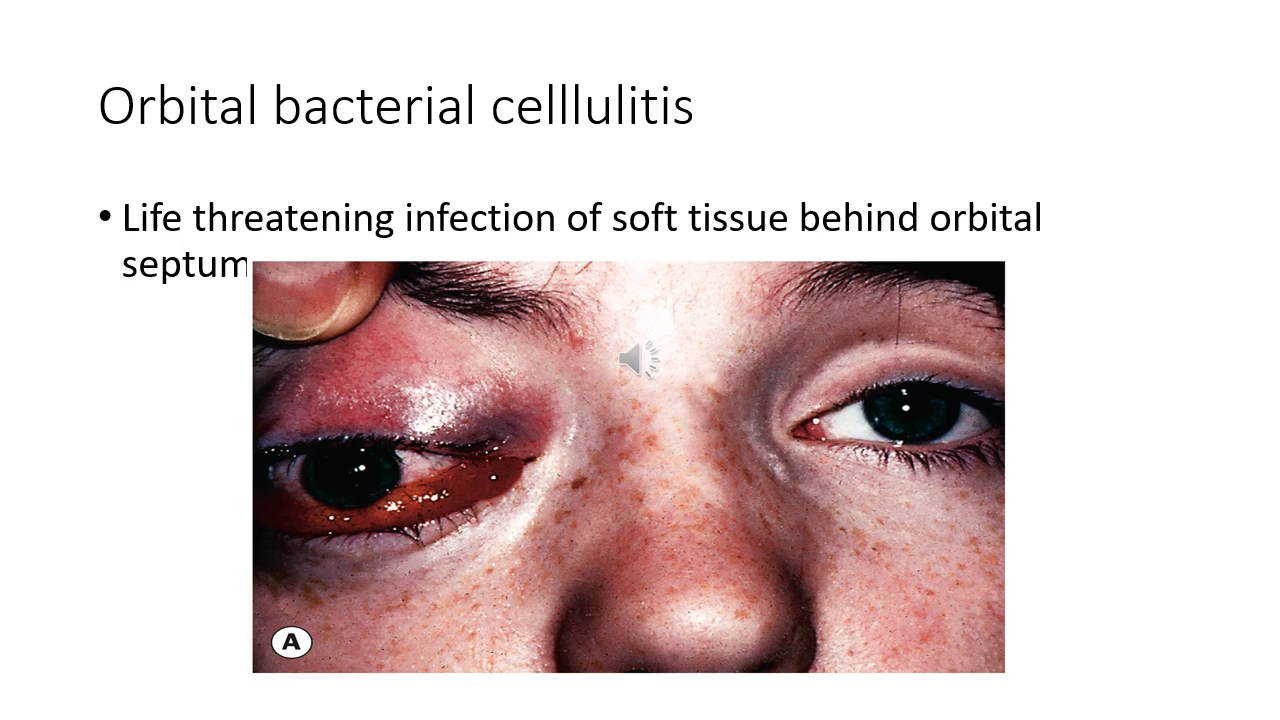 Orbital bacterial celllulitis
• Life threatening infection of soft tissue behind orbital
septum
A